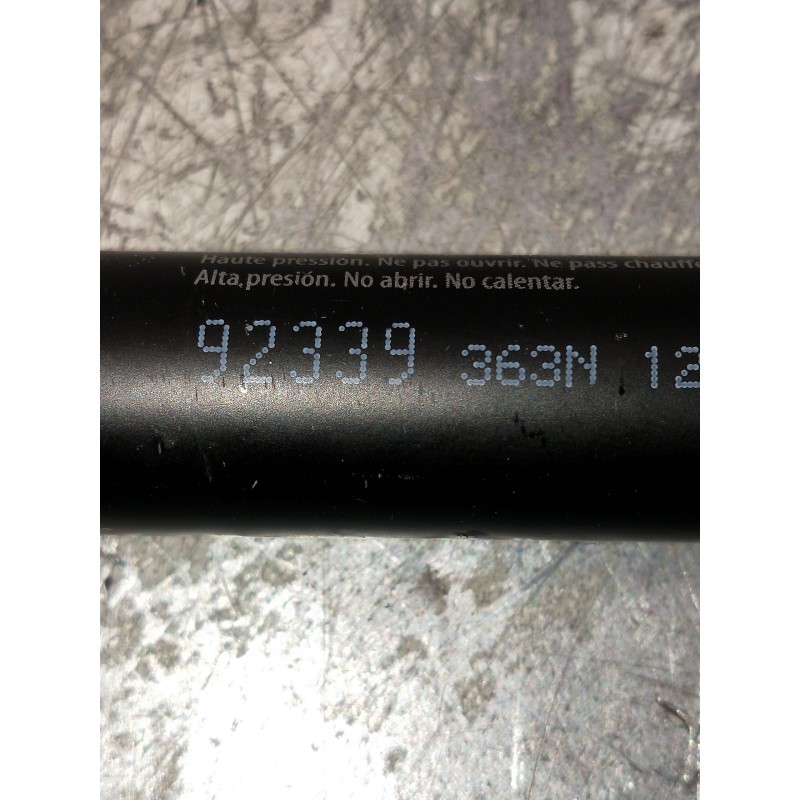 Haute pression. Ne pas ouvrir. Ne pass chauffe
Alta presión. No abrir. No calentar.
92339 363N 12